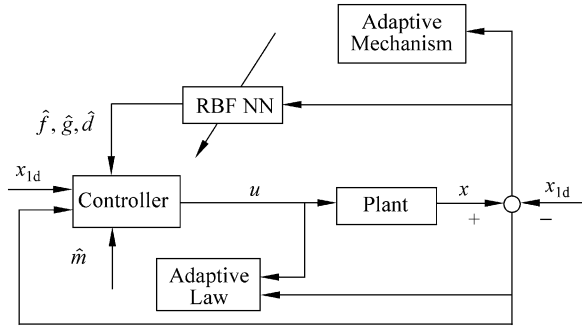 Adaptive
Mechanism
RBF NN
f̂, ĝ, d̂
x1d
Controller
u
Plant
x
+
x1d
−
m̂
Adaptive
Law